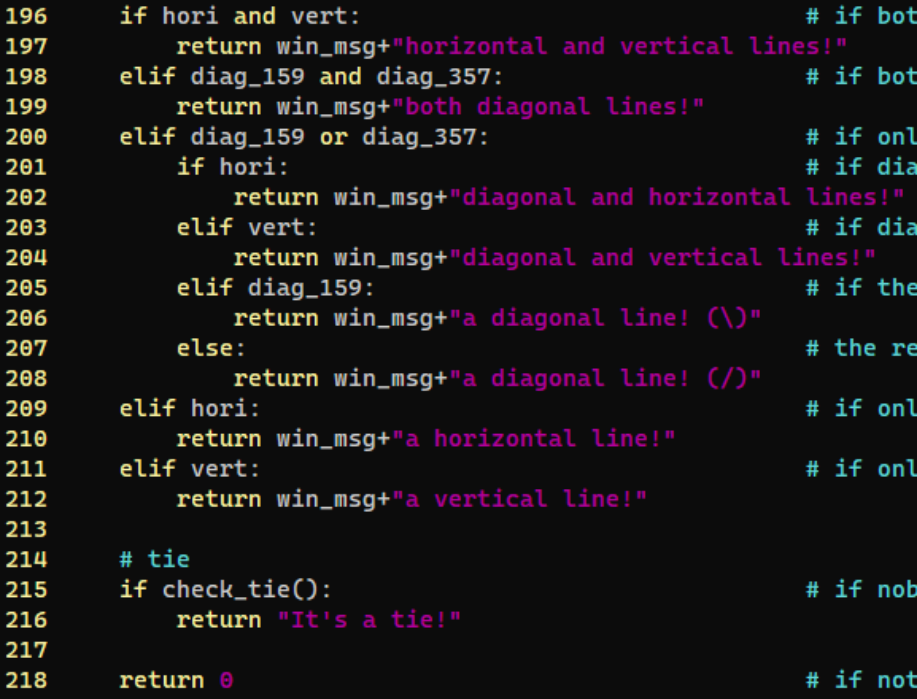 196     if hori and vert:                               # if bot
197         return win_msg+"horizontal and vertical lines!"
198     elif diag_159 and diag_357:                     # if bot
199         return win_msg+"both diagonal lines!"
200     elif diag_159 or diag_357:                      # if onl
201         if hori:                                    # if dia
202             return win_msg+"diagonal and horizontal lines!"
203         elif vert:                                  # if dia
204             return win_msg+"diagonal and vertical lines!"
205         elif diag_159:                              # if the
206             return win_msg+"a diagonal line! (\)"
207         else:                                       # the re
208             return win_msg+"a diagonal line! (/)"
209     elif hori:                                      # if onl
210         return win_msg+"a horizontal line!"
211     elif vert:                                      # if onl
212         return win_msg+"a vertical line!"
213
214     # tie
215     if check_tie():                                 # if nob
216         return "It's a tie!"
217
218     return 0                                        # if not